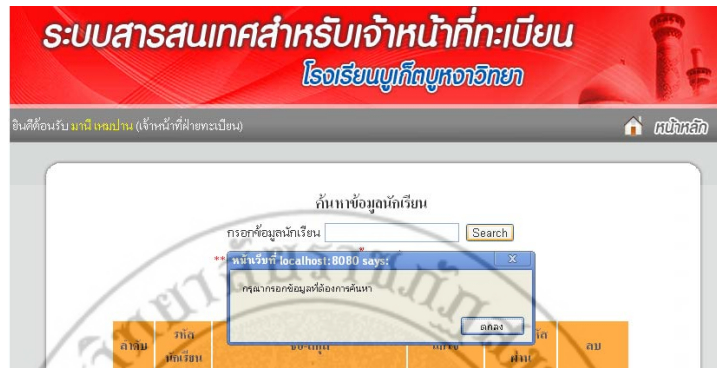 ระบบสารสนเทศสำหรับเจ้าหน้าที่ทะเบียน
โรงเรียนบูเก็ตบูหงาวิทยา
ยินดีต้อนรับ มานี เหมปาน (เจ้าหน้าที่ฝ่ายทะเบียน)
หน้าหลัก
ค้นหาข้อมูลนักเรียน
กรอกข้อมูลนักเรียน
Search
หน้าเว็บที่ localhost:8080 says:
X
กรุณากรอกข้อมูลที่ต้องการค้นหา
ตกลง
ลำดับ
รหัส
นักเรียน
ผ่าน
ลบ